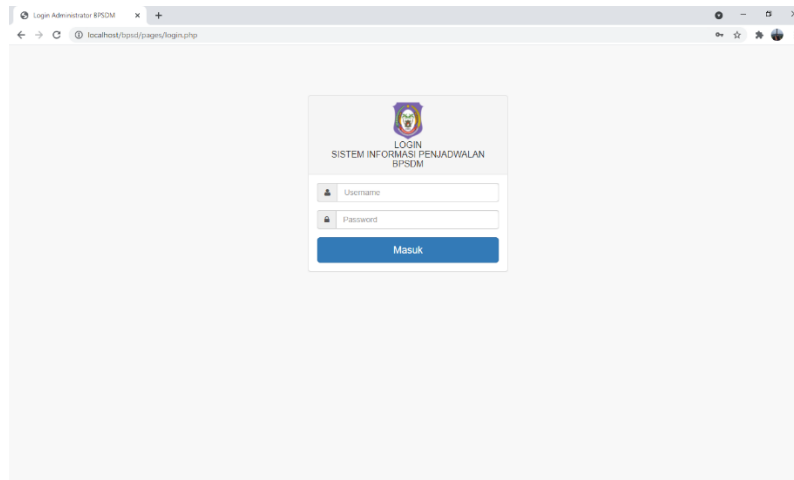 Login Administrator BPSDM
localhost/bpsd/pages/login.php
LOGIN
SISTEM INFORMASI PENJADWALAN
BPSDM
Username
Password
Masuk